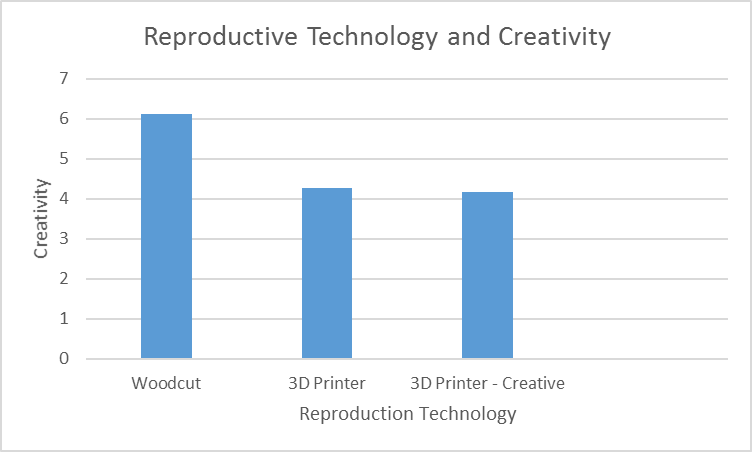 Reproductive Technology and Creativity
7
6
5
4
3
2
1
0
Creativity
Woodcut
3D Printer
3D Printer - Creative
Reproduction Technology